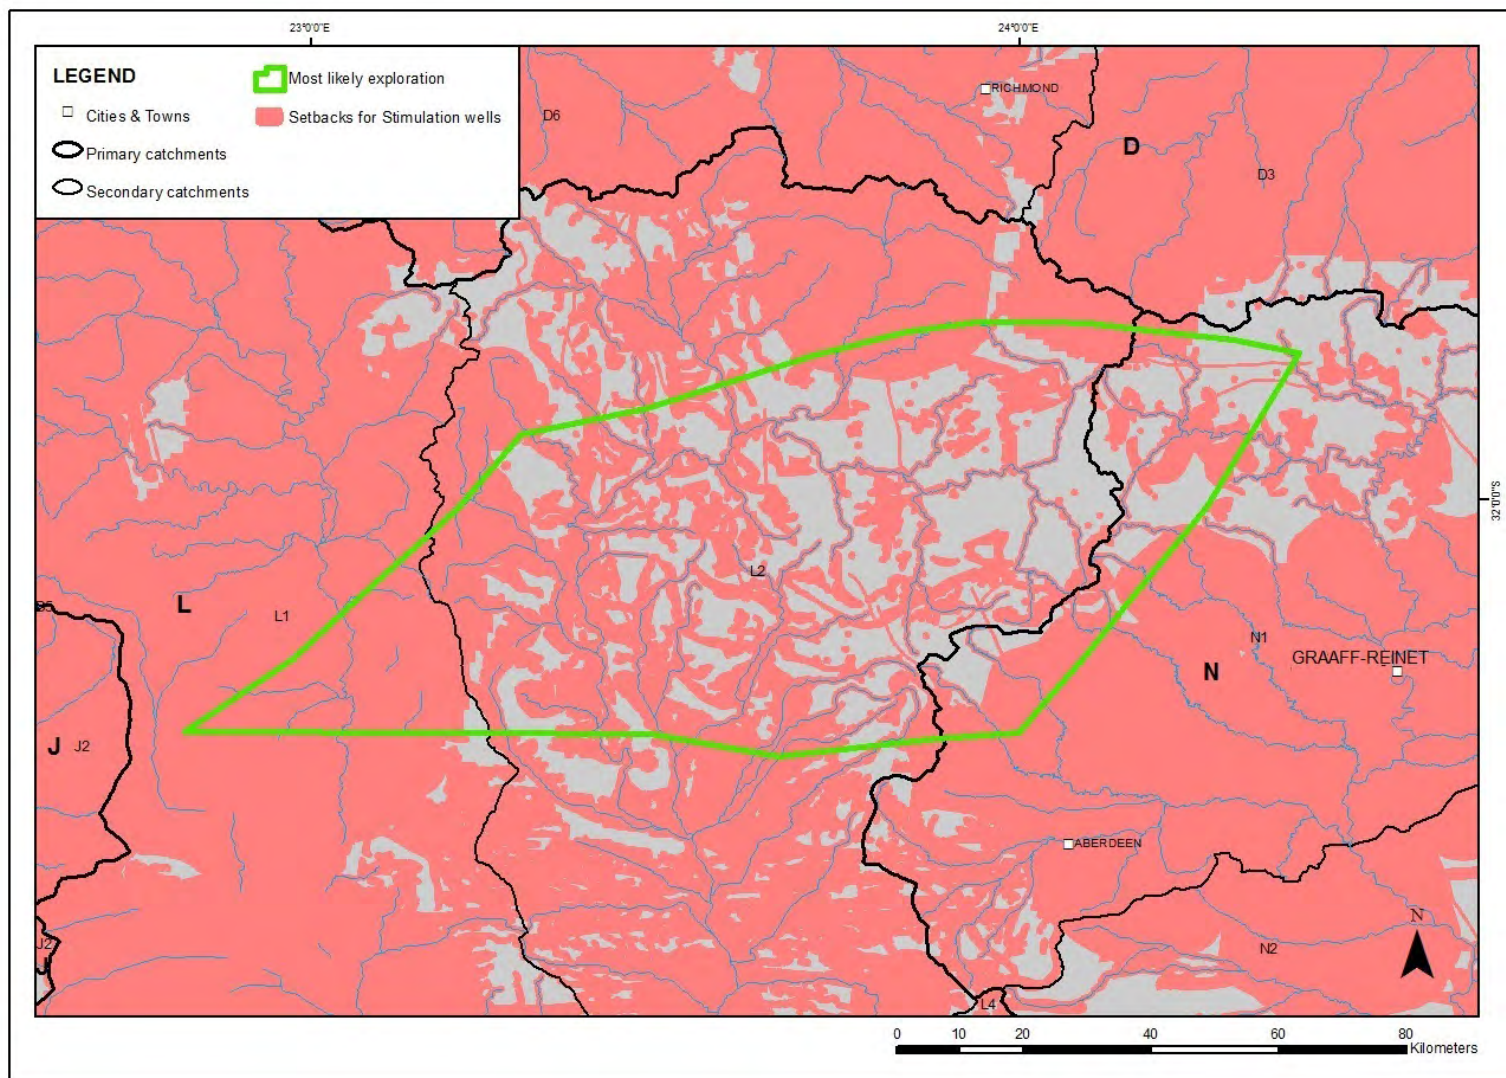 23°0'0"E
24°0'0"E
LEGEND
Most likely exploration
Cities & Towns
Setbacks for Stimulation wells
Primary catchments
Secondary catchments
D6
RICHMOND
D
D3
32°0'0"S
L2
L
L1
N1
GRAAFF-REINET
N
J
J2
ABERDEEN
N
J2
N2
L4
0 10 20 40 60 80
Kilometers